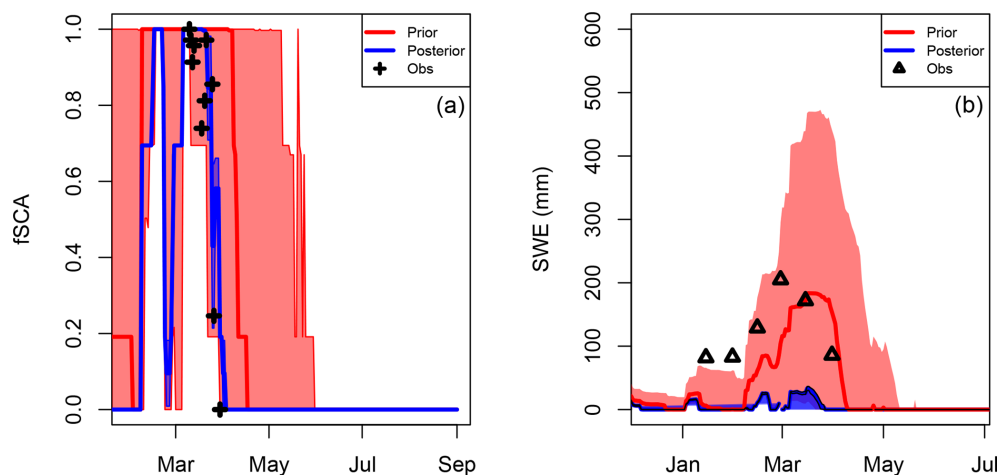 Prior
Posterior
Obs
(a)
fSCA
0.0
0.2
0.4
0.6
0.8
1.0
Mar
May
Jul
Sep
Prior
Posterior
Obs
(b)
SWE (mm)
0
100
200
300
400
500
600
Jan
Mar
May
Jul